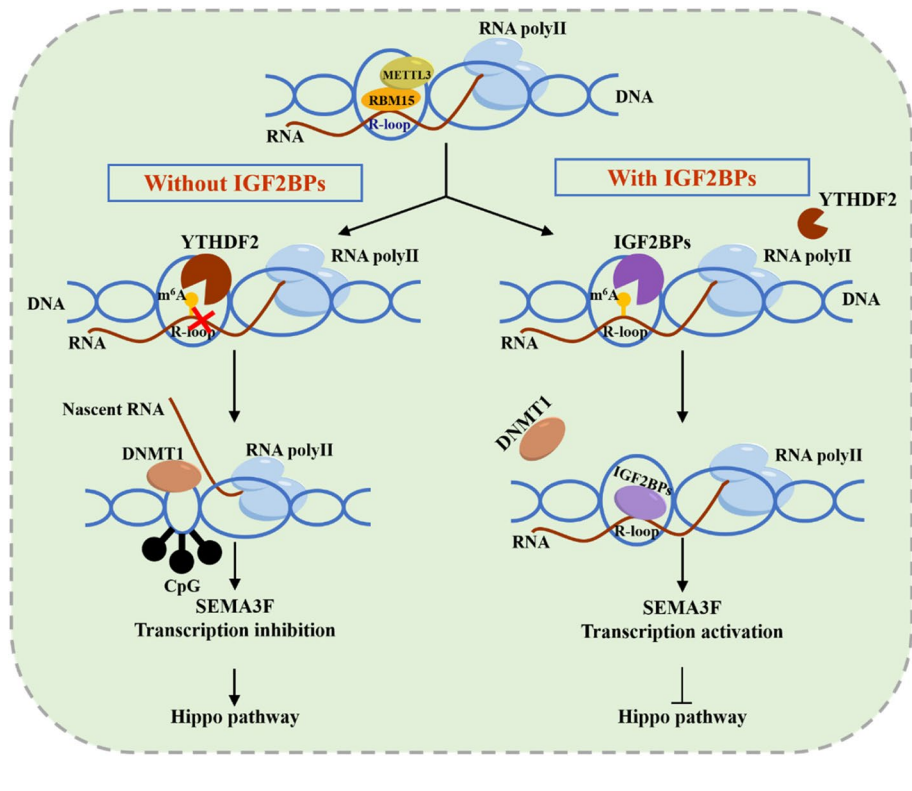 RNA polyII
METTL3
RBM15
DNA
R-loop
RNA
Without IGF2BPs
With IGF2BPs
YTHDF2
YTHDF2
RNA polyII
m⁶A
DNA
R-loop
RNA
IGF2BPs
RNA polyII
m⁶A
DNA
R-loop
RNA
Nascent RNA
DNMT1
RNA polyII
CpG
SEMA3F
Transcription inhibition
Hippo pathway
DNMT1
RNA polyII
IGF2BPs
R-loop
RNA
SEMA3F
Transcription activation
Hippo pathway